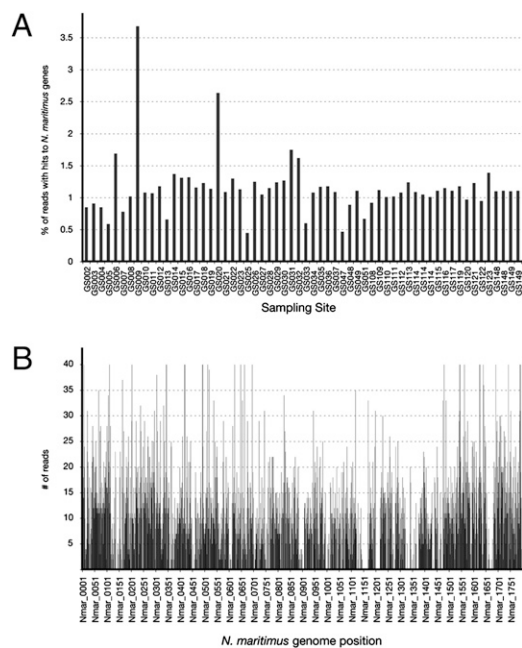 A
% of reads with hits to N. maritimus genes
3.5
3
2.5
2
1.5
1
0.5
0
GS002
GS003
GS004
GS005
GS006
GS007
GS008
GS009
GS010
GS011
GS012
GS013
GS014
GS015
GS016
GS017
GS018
GS019
GS020
GS021
GS022
GS023
GS025
GS026
GS027
GS028
GS029
GS030
GS031
GS032
GS033
GS034
GS035
GS036
GS037
GS047
GS048
GS049
GS051
GS108
GS109
GS110
GS111
GS112
GS113
GS114
GS114
GS115
GS116
GS117
GS119
GS120
GS121
GS122
GS123
GS148
GS148
GS149
GS149
Sampling Site
B
# of reads
40
35
30
25
20
15
10
5
Nmar_0001
Nmar_0051
Nmar_0101
Nmar_0151
Nmar_0201
Nmar_0251
Nmar_0301
Nmar_0351
Nmar_0401
Nmar_0451
Nmar_0501
Nmar_0551
Nmar_0601
Nmar_0651
Nmar_0701
Nmar_0751
Nmar_0801
Nmar_0851
Nmar_0901
Nmar_0951
Nmar_1001
Nmar_1051
Nmar_1101
Nmar_1151
Nmar_1201
Nmar_1251
Nmar_1301
Nmar_1351
Nmar_1401
Nmar_1451
Nmar_1501
Nmar_1551
Nmar_1601
Nmar_1651
Nmar_1701
Nmar_1751
N. maritimus genome position